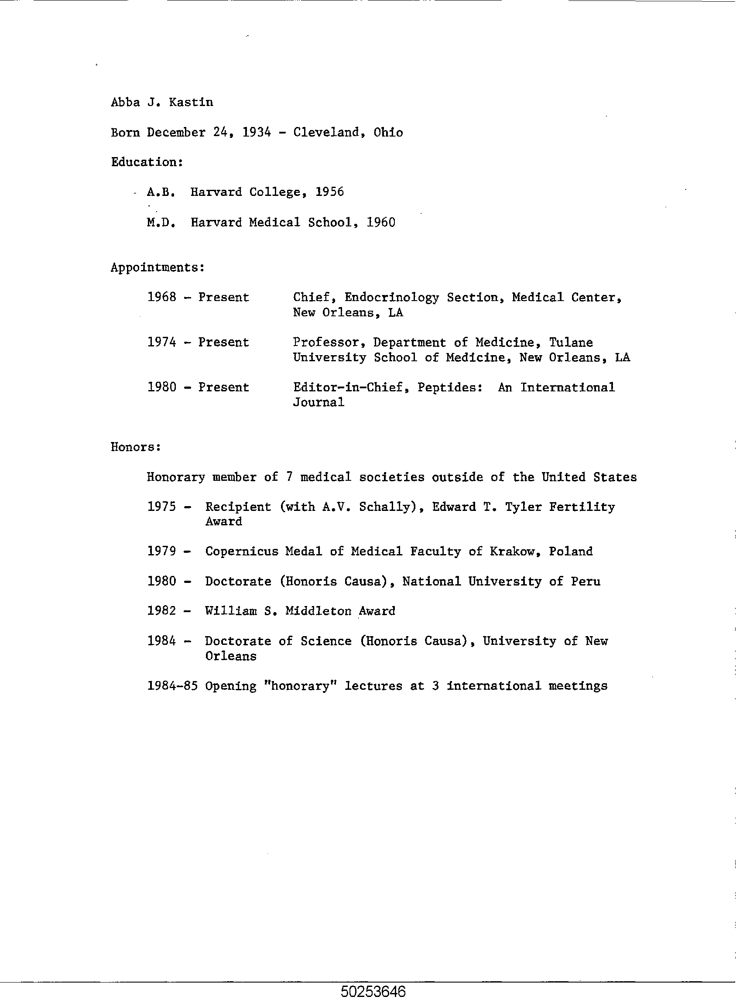 Abba J. Kastin
Born December 24, 1934 - Cleveland, Ohio
Education:
A.B. Harvard College, 1956
M.D. Harvard Medical School, 1960
Appointments:
1968 - Present Chief, Endocrinology Section, Medical Center,
New Orleans, LA
1974 - Present Professor, Department of Medicine, Tulane
University School of Medicine, New Orleans, LA
1980 - Present Editor-in-Chief, Peptides: An International
Journal
Honors:
Honorary member of 7 medical societies outside of the United States
1975 - Recipient (with A.V. Schally), Edward T. Tyler Fertility
Award
1979 - Copernicus Medal of Medical Faculty of Krakow, Poland
1980 - Doctorate (Honoris Causa), National University of Peru
1982 - William S. Middleton Award
1984 - Doctorate of Science (Honoris Causa), University of New
Orleans
1984-85 Opening "honorary" lectures at 3 international meetings
50253646